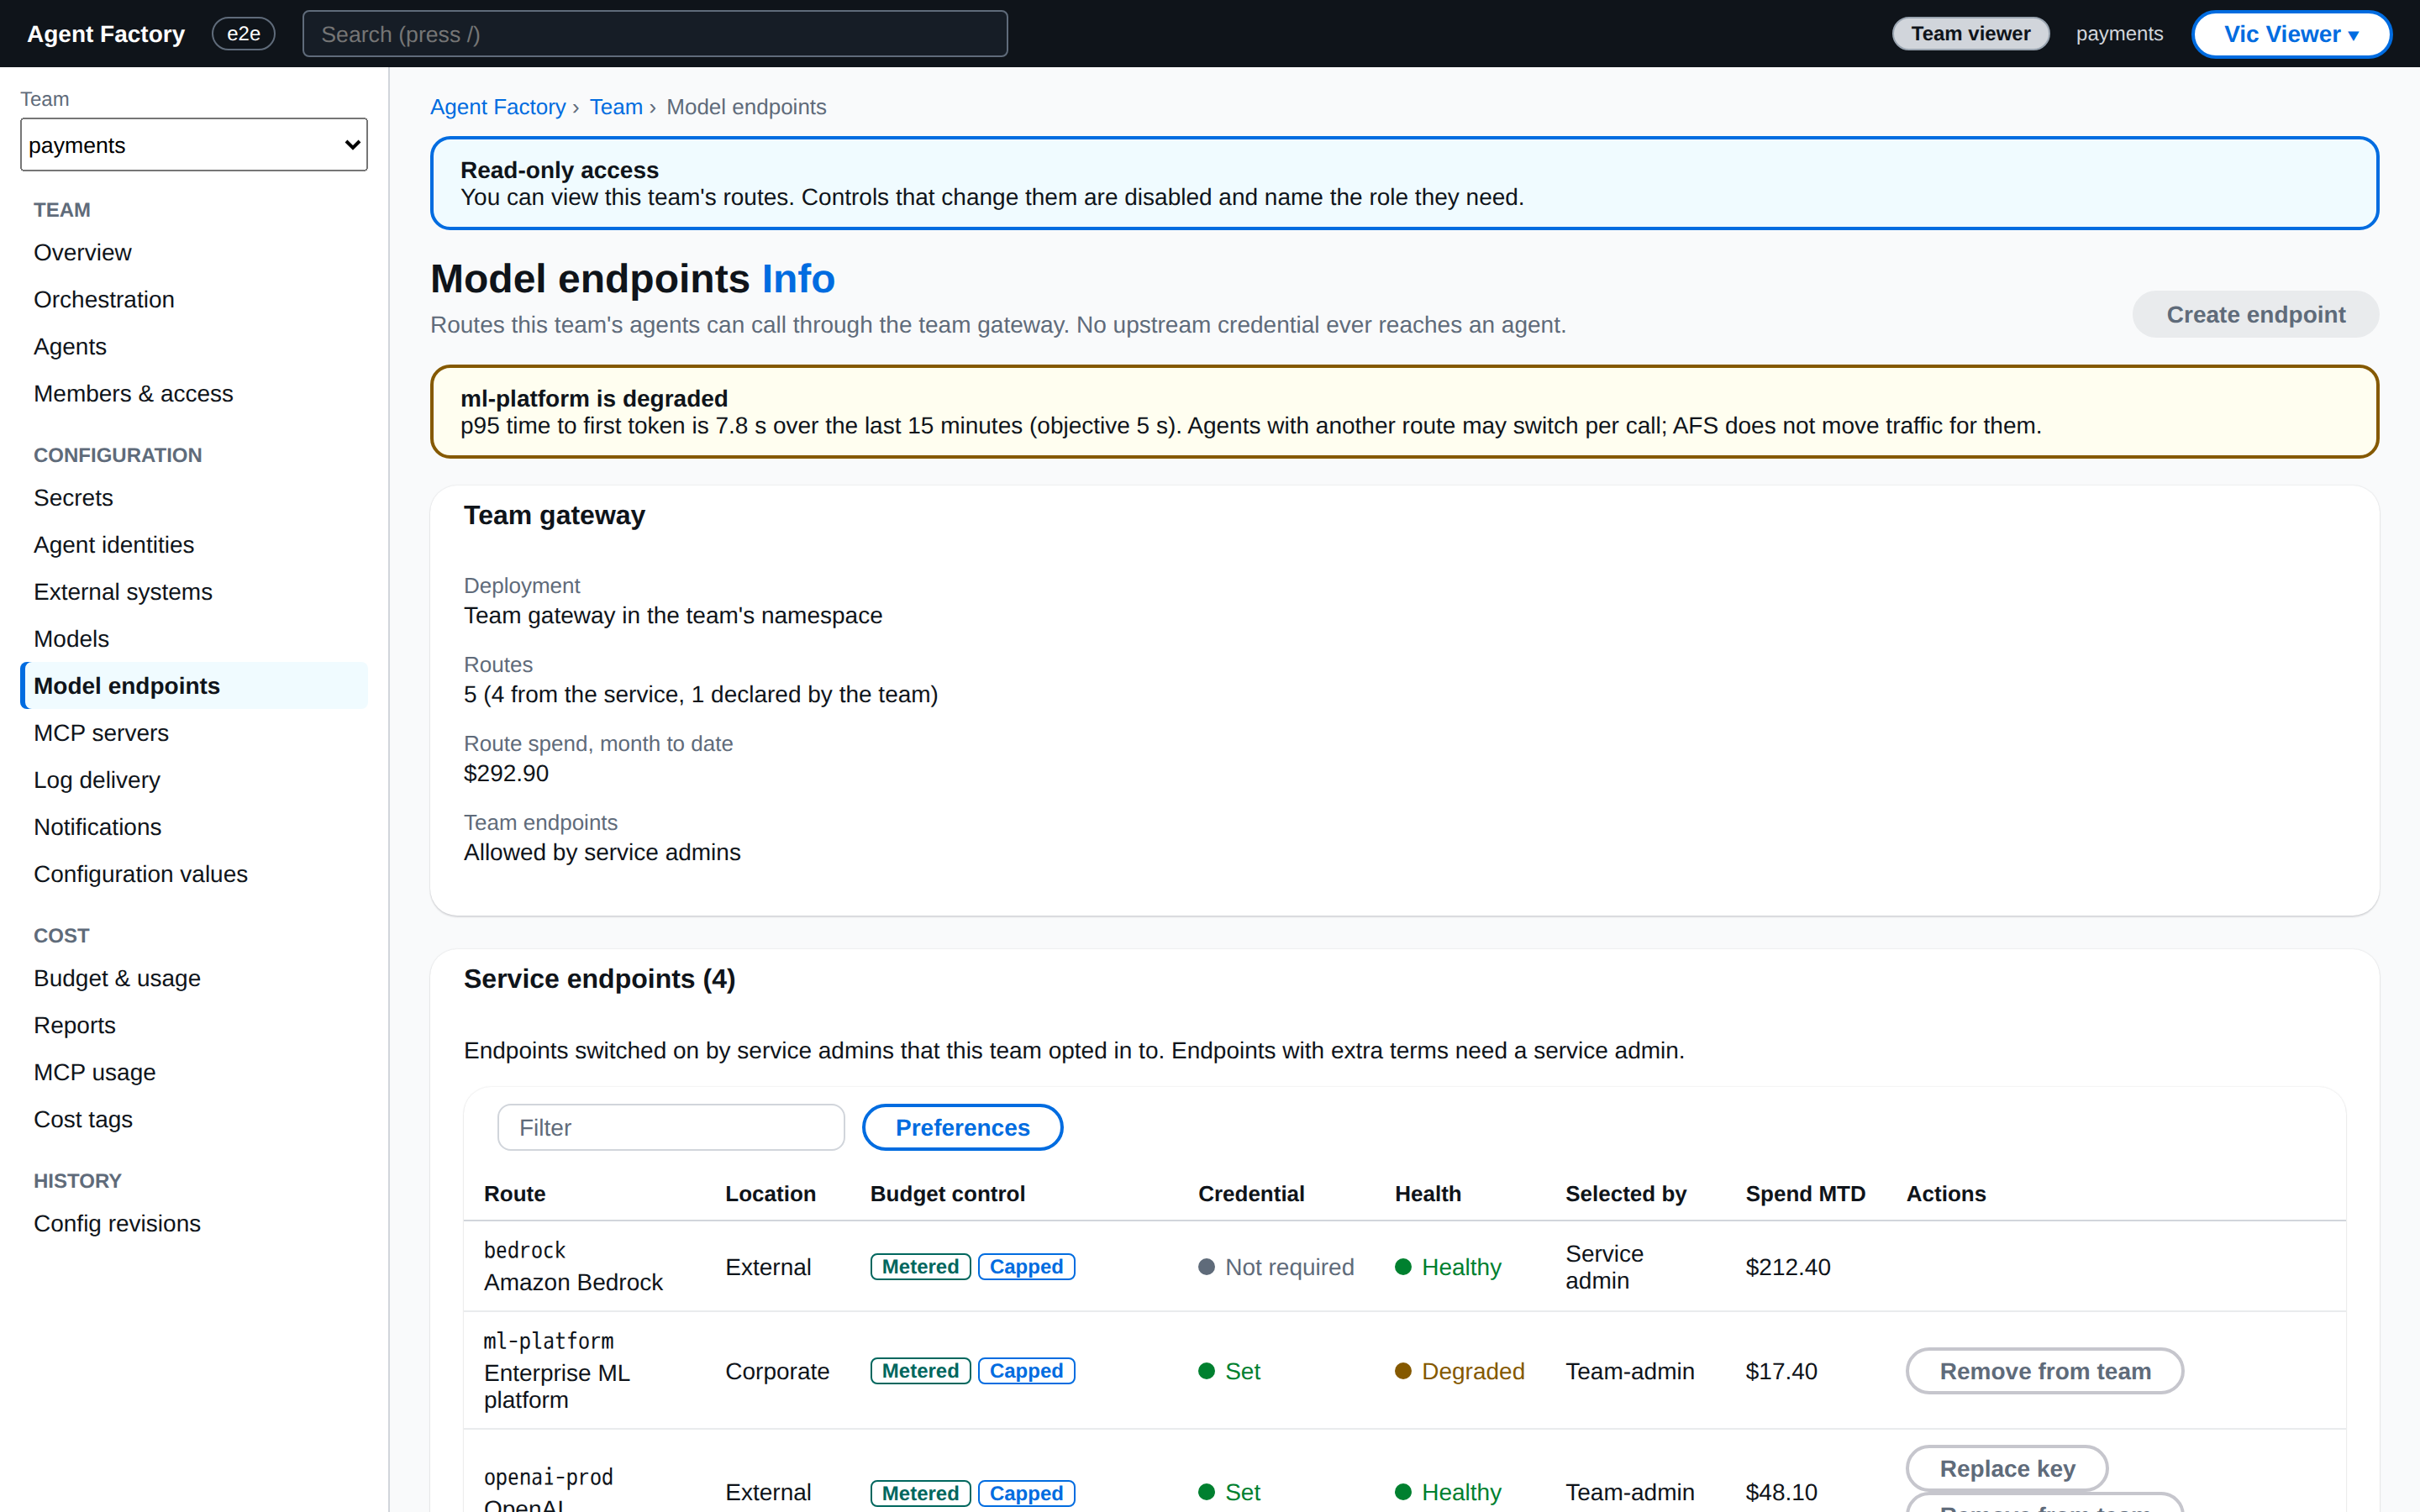 Agent Factory
e2e
Search (press /)
Team viewer
payments
Vic Viewer ▾
Team
payments
TEAM
Overview
Orchestration
Agents
Members & access
CONFIGURATION
Secrets
Agent identities
External systems
Models
Model endpoints
MCP servers
Log delivery
Notifications
Configuration values
COST
Budget & usage
Reports
MCP usage
Cost tags
HISTORY
Config revisions
Agent Factory › Team › Model endpoints
Read-only access
You can view this team's routes. Controls that change them are disabled and name the role they need.
Model endpoints Info
Routes this team's agents can call through the team gateway. No upstream credential ever reaches an agent.
Create endpoint
ml-platform is degraded
p95 time to first token is 7.8 s over the last 15 minutes (objective 5 s). Agents with another route may switch per call; AFS does not move traffic for them.
Team gateway
Deployment
Team gateway in the team's namespace
Routes
5 (4 from the service, 1 declared by the team)
Route spend, month to date
$292.90
Team endpoints
Allowed by service admins
Service endpoints (4)
Endpoints switched on by service admins that this team opted in to. Endpoints with extra terms need a service admin.
Filter
Preferences
Route Location Budget control Credential Health Selected by Spend MTD Actions
bedrock
Amazon Bedrock
External
Metered Capped
Not required
Healthy
Service
admin
$212.40
ml-platform
Enterprise ML
platform
Corporate
Metered Capped
Set
Degraded
Team-admin
$17.40
Remove from team
openai-prod
OpenAI
External
Metered Capped
Set
Healthy
Team-admin
$48.10
Replace key
Remove from team